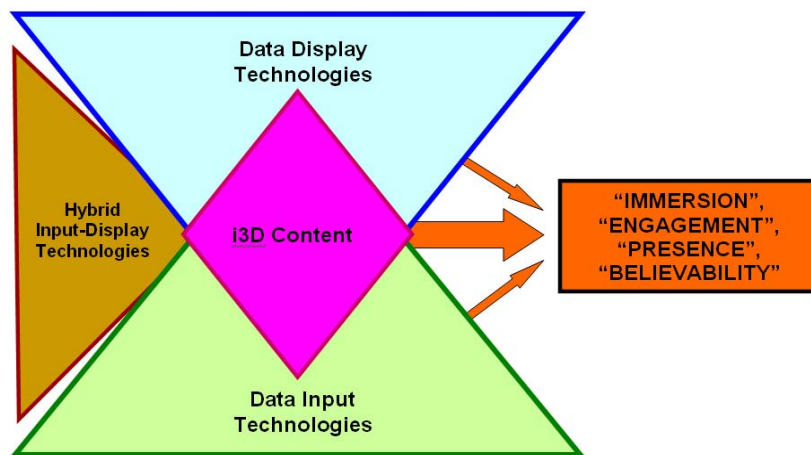 Data Display
Technologies
Hybrid
Input-Display
Technologies
i3D Content
“IMMERSION”,
“ENGAGEMENT”,
“PRESENCE”,
“BELIEVABILITY”
Data Input
Technologies